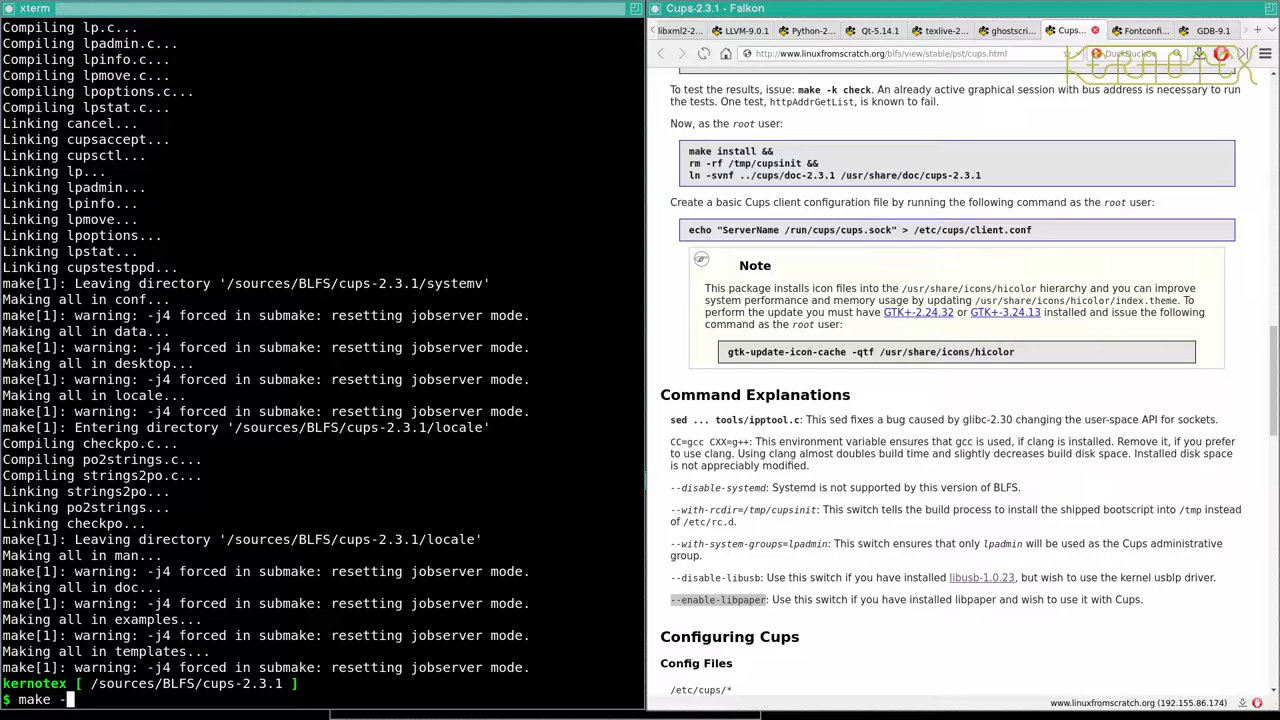 xterm
Compiling lp.c...
Compiling lpadmin.c...
Compiling lpinfo.c...
Compiling lpmove.c...
Compiling lpoptions.c...
Compiling lpstat.c...
Linking cancel...
Linking cupsaccept...
Linking cupsctl...
Linking lp...
Linking lpadmin...
Linking lpinfo...
Linking lpmove...
Linking lpoptions...
Linking lpstat...
Linking cupstestppd...
make[1]: Leaving directory '/sources/BLFS/cups-2.3.1/systemv'
Making all in conf...
make[1]: warning: -j4 forced in submake: resetting jobserver mode.
Making all in data...
make[1]: warning: -j4 forced in submake: resetting jobserver mode.
Making all in desktop...
make[1]: warning: -j4 forced in submake: resetting jobserver mode.
Making all in locale...
make[1]: warning: -j4 forced in submake: resetting jobserver mode.
make[1]: Entering directory '/sources/BLFS/cups-2.3.1/locale'
Compiling checkpo.c...
Compiling po2strings.c...
Compiling strings2po.c...
Linking strings2po...
Linking po2strings...
Linking checkpo...
make[1]: Leaving directory '/sources/BLFS/cups-2.3.1/locale'
Making all in man...
make[1]: warning: -j4 forced in submake: resetting jobserver mode.
Making all in doc...
make[1]: warning: -j4 forced in submake: resetting jobserver mode.
Making all in examples...
make[1]: warning: -j4 forced in submake: resetting jobserver mode.
Making all in templates...
make[1]: warning: -j4 forced in submake: resetting jobserver mode.
kernotex [ /sources/BLFS/cups-2.3.1 ]
$ make -
Cups-2.3.1 - Falkon
libxml2-2... LLVM-9.0.1 Python-2... Qt-5.14.1 texlive-2... ghostscri... Cups... Fontconf... GDB-9.1
http://www.linuxfromscratch.org/blfs/view/stable/pst/cups.html DuckDuckGo
KERNOTEX
To test the results, issue: make -k check. An already active graphical session with bus address is necessary to run
the tests. One test, httpAddrGetList, is known to fail.
Now, as the root user:
make install &&
rm -rf /tmp/cupsinit &&
ln -svnf ../cups/doc-2.3.1 /usr/share/doc/cups-2.3.1
Create a basic Cups client configuration file by running the following command as the root user:
echo "ServerName /run/cups/cups.sock" > /etc/cups/client.conf
Note
This package installs icon files into the /usr/share/icons/hicolor hierarchy and you can improve
system performance and memory usage by updating /usr/share/icons/hicolor/index.theme. To
perform the update you must have GTK+-2.24.32 or GTK+-3.24.13 installed and issue the following
command as the root user:
gtk-update-icon-cache -qtf /usr/share/icons/hicolor
Command Explanations
sed ... tools/ipptool.c: This sed fixes a bug caused by glibc-2.30 changing the user-space API for sockets.
CC=gcc CXX=g++: This environment variable ensures that gcc is used, if clang is installed. Remove it, if you prefer
to use clang. Using clang almost doubles build time and slightly decreases build disk space. Installed disk space
is not appreciably modified.
--disable-systemd: Systemd is not supported by this version of BLFS.
--with-rcdir=/tmp/cupsinit: This switch tells the build process to install the shipped bootscript into /tmp instead
of /etc/rc.d.
--with-system-groups=lpadmin: This switch ensures that only lpadmin will be used as the Cups administrative
group.
--disable-libusb: Use this switch if you have installed libusb-1.0.23, but wish to use the kernel usblp driver.
--enable-libpaper: Use this switch if you have installed libpaper and wish to use it with Cups.
Configuring Cups
Config Files
/etc/cups/*
www.linuxfromscratch.org (192.155.86.174)